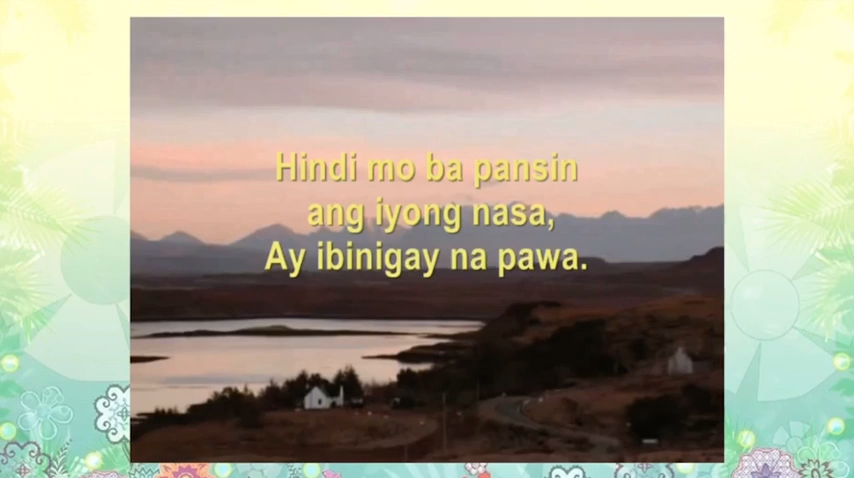 Hindi mo ba pansin
ang iyong nasa,
Ay ibinigay na pawa.